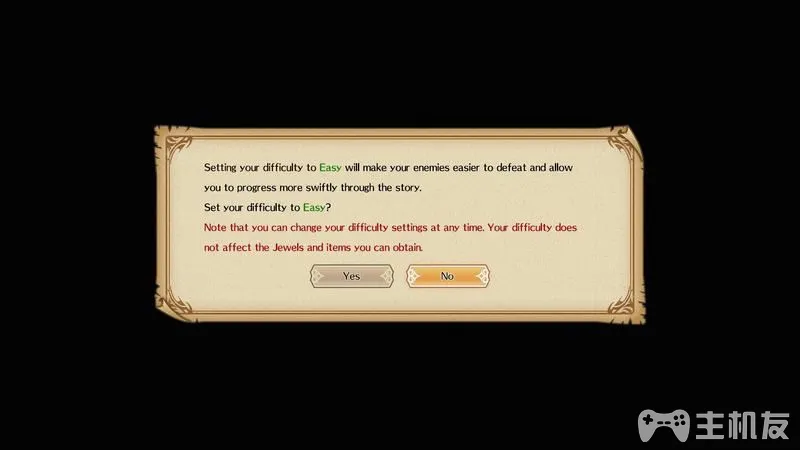 Setting your difficulty to Easy will make your enemies easier to defeat and allow
you to progress more swiftly through the story.
Set your difficulty to Easy?
Note that you can change your difficulty settings at any time. Your difficulty does
not affect the Jewels and items you can obtain.
Yes No
主机友